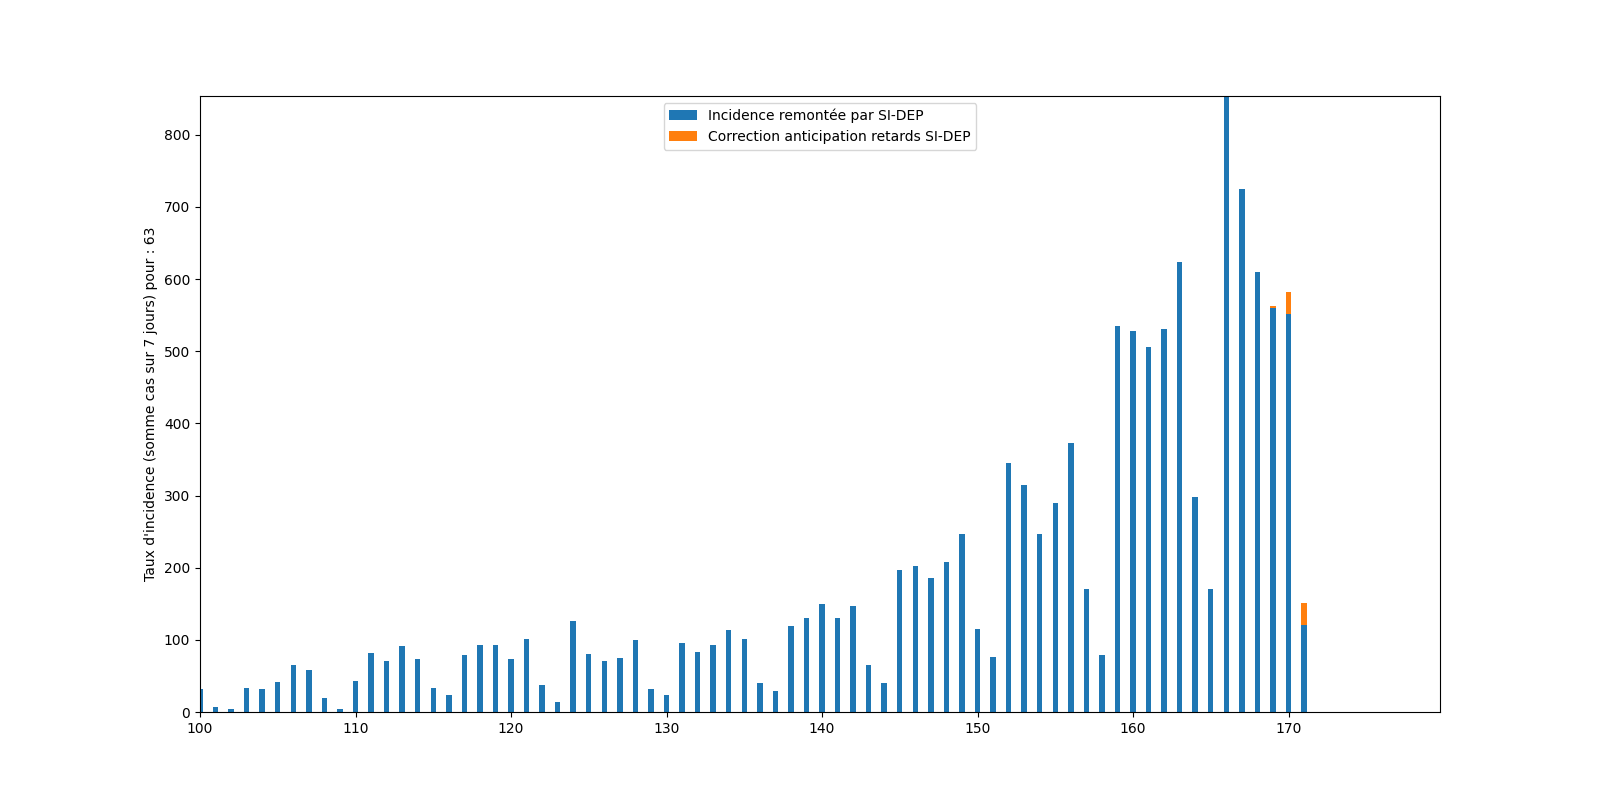 Incidence remontée par SI-DEP
Correction anticipation retards SI-DEP
Taux d'incidence (somme cas sur 7 jours) pour : 63
800
700
600
500
400
300
200
100
0
100 110 120 130 140 150 160 170